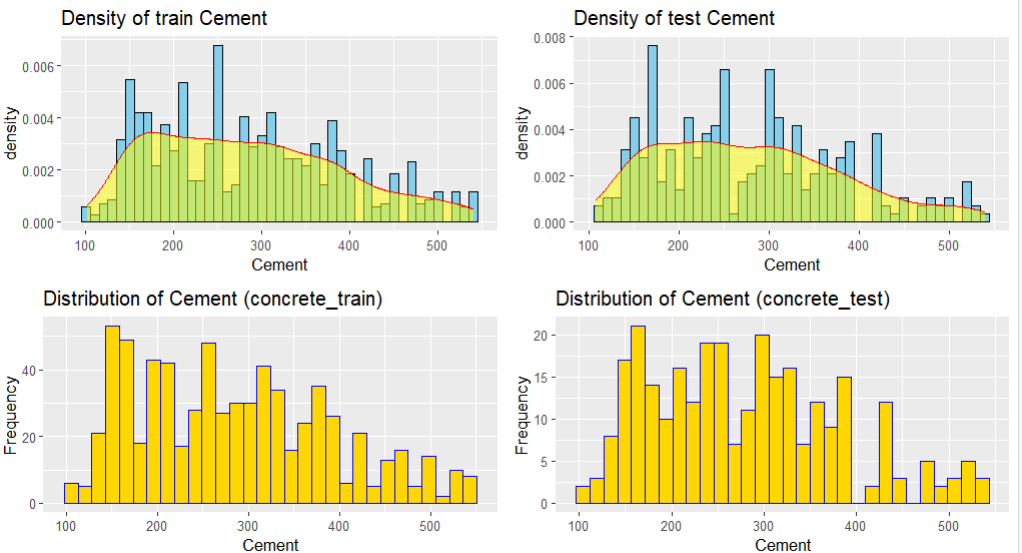 Density of train Cement
density
0.006
0.004
0.002
0.000
100 200 300 400 500
Cement
Density of test Cement
density
0.008
0.006
0.004
0.002
0.000
100 200 300 400 500
Cement
Distribution of Cement (concrete_train)
Frequency
40
20
0
100 200 300 400 500
Cement
Distribution of Cement (concrete_test)
Frequency
20
15
10
5
0
100 200 300 400 500
Cement